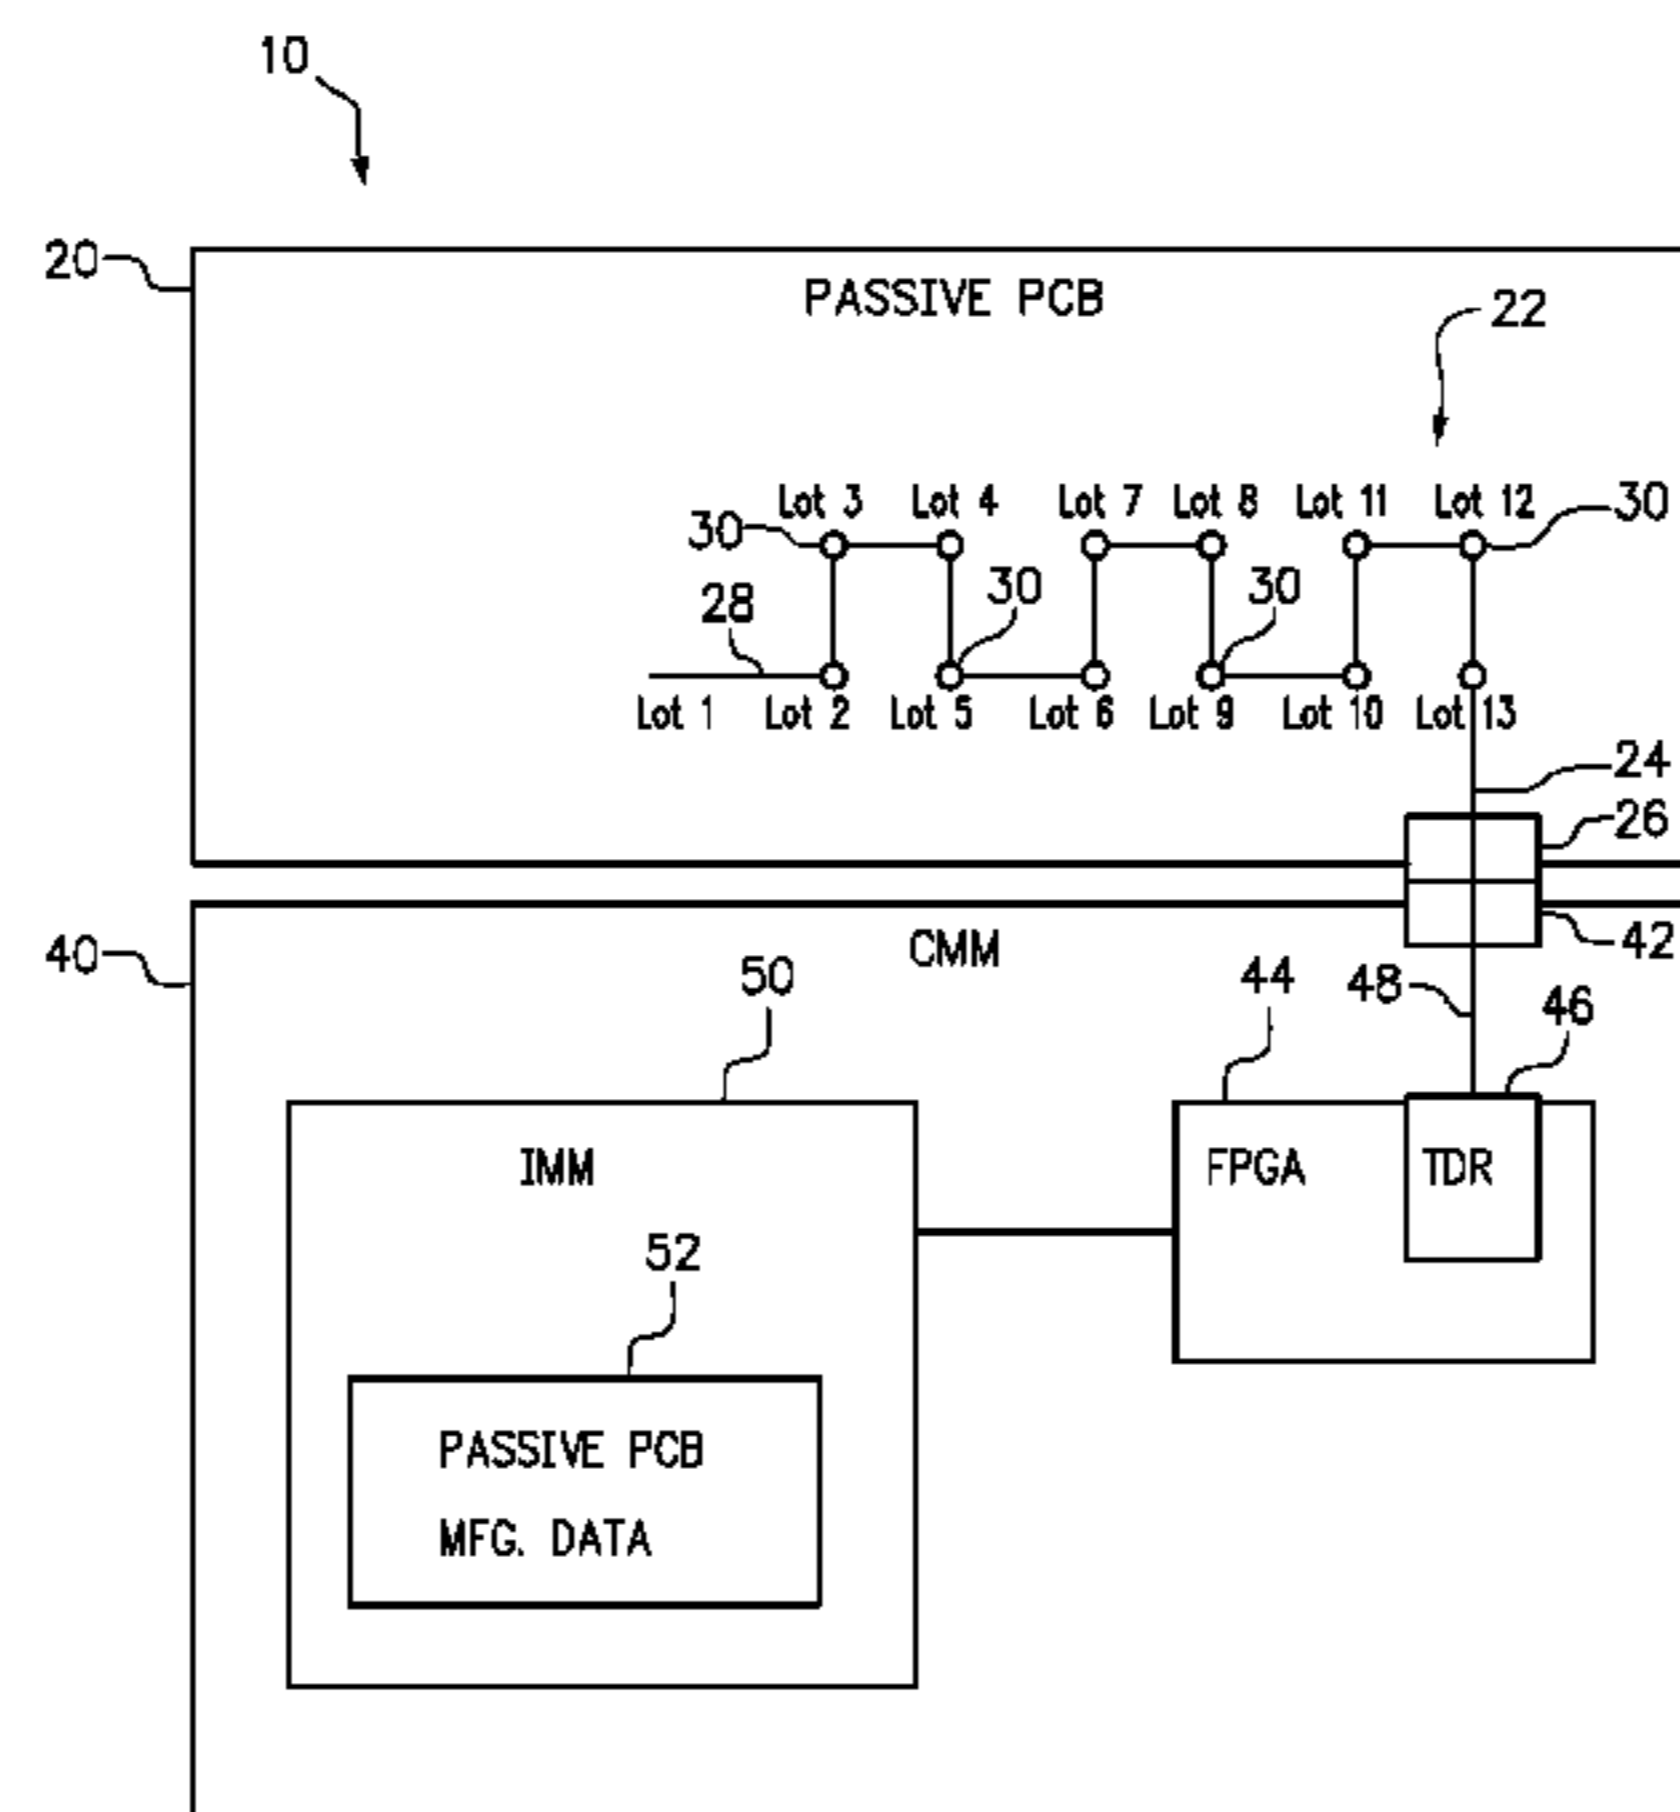 10
20
PASSIVE PCB
22
Lot 3 Lot 4 Lot 7 Lot 8 Lot 11 Lot 12
30 30
30 30
28
Lot 1 Lot 2 Lot 5 Lot 6 Lot 9 Lot 10 Lot 13
24
26
42
40
CMM
50 44 48 46
IMM
FPGA TDR
52
PASSIVE PCB
MFG. DATA